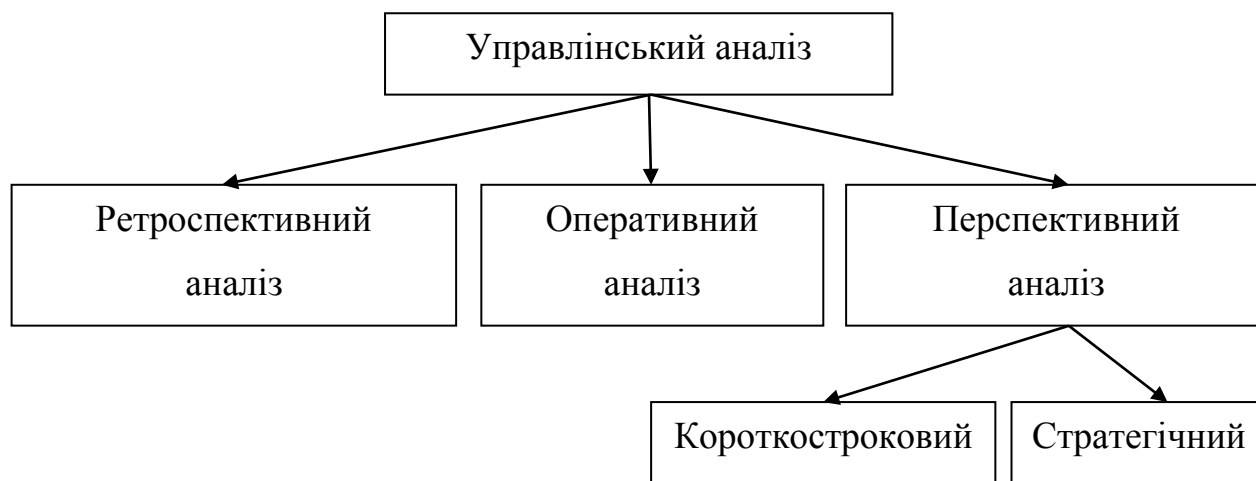 Управлінський аналіз
Ретроспективний
аналіз
Оперативний
аналіз
Перспективний
аналіз
Короткостроковий
Стратегічний